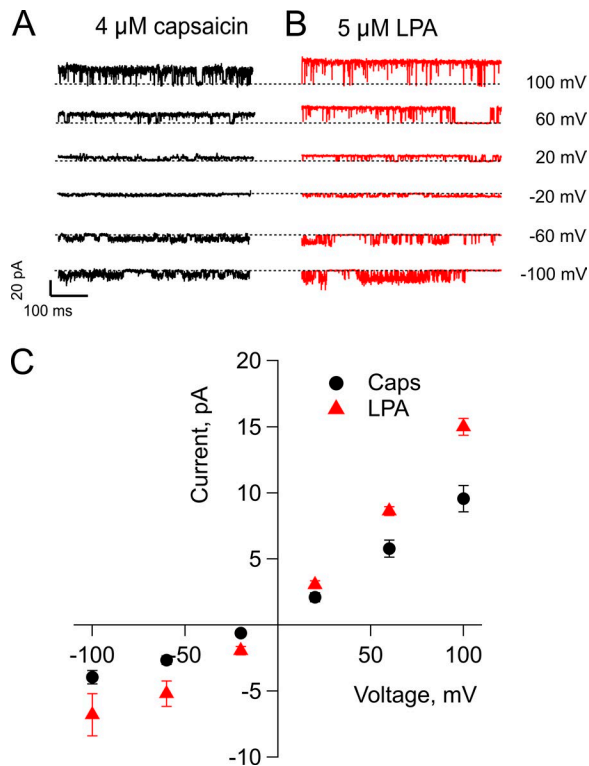 A 4 µM capsaicin B 5 µM LPA
100 mV
60 mV
20 mV
-20 mV
-60 mV
-100 mV
20 pA
100 ms
C
20
Caps
LPA
15
Current, pA
10
5
-100 -50 50 100
Voltage, mV
-5
-10